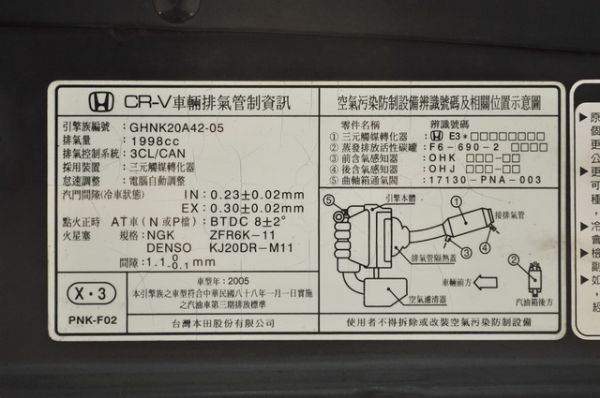 CR-V車輛排氣管制資訊
引擎族編號：GHNK20A42-05
排氣量：1998cc
排氣控制系統：3CL/CAN
採用裝置：三元觸媒轉化器
怠速調整：電腦自動調整
汽門間隙(冷車狀態) IN：0.23±0.02mm
EX：0.30±0.02mm
點火正時 AT車(N或P檔)：BTDC 8±2°
火星塞 規格：NGK ZFR6K-11
DENSO KJ20DR-M11
間隙：1.1 0 -0.1 mm
X·3
PNK-F02
車型年：2005
本引擎族之車型符合中華民國八十八年一月一日實施
之汽油車第三期排放標準
台灣本田股份有限公司
空氣污染防制設備辨識號碼及相關位置示意圖
零件名稱 辨識號碼
①三元觸媒轉化器：E3*□□□□□□□□
②蒸發排放活性碳罐：F6-690-2□□□
③前含氧感知器：OHK□□□-□□
④後含氧感知器：OHJ□□□-□□
⑤曲軸箱通氣閥：17130-PNA-003
⑤
引擎本體
①
④
接排氣管
③
排氣管隔熱蓋
車輛前方
②
空氣濾清器
汽油箱後方
使用者不得拆除或改裝空氣污染防制設備